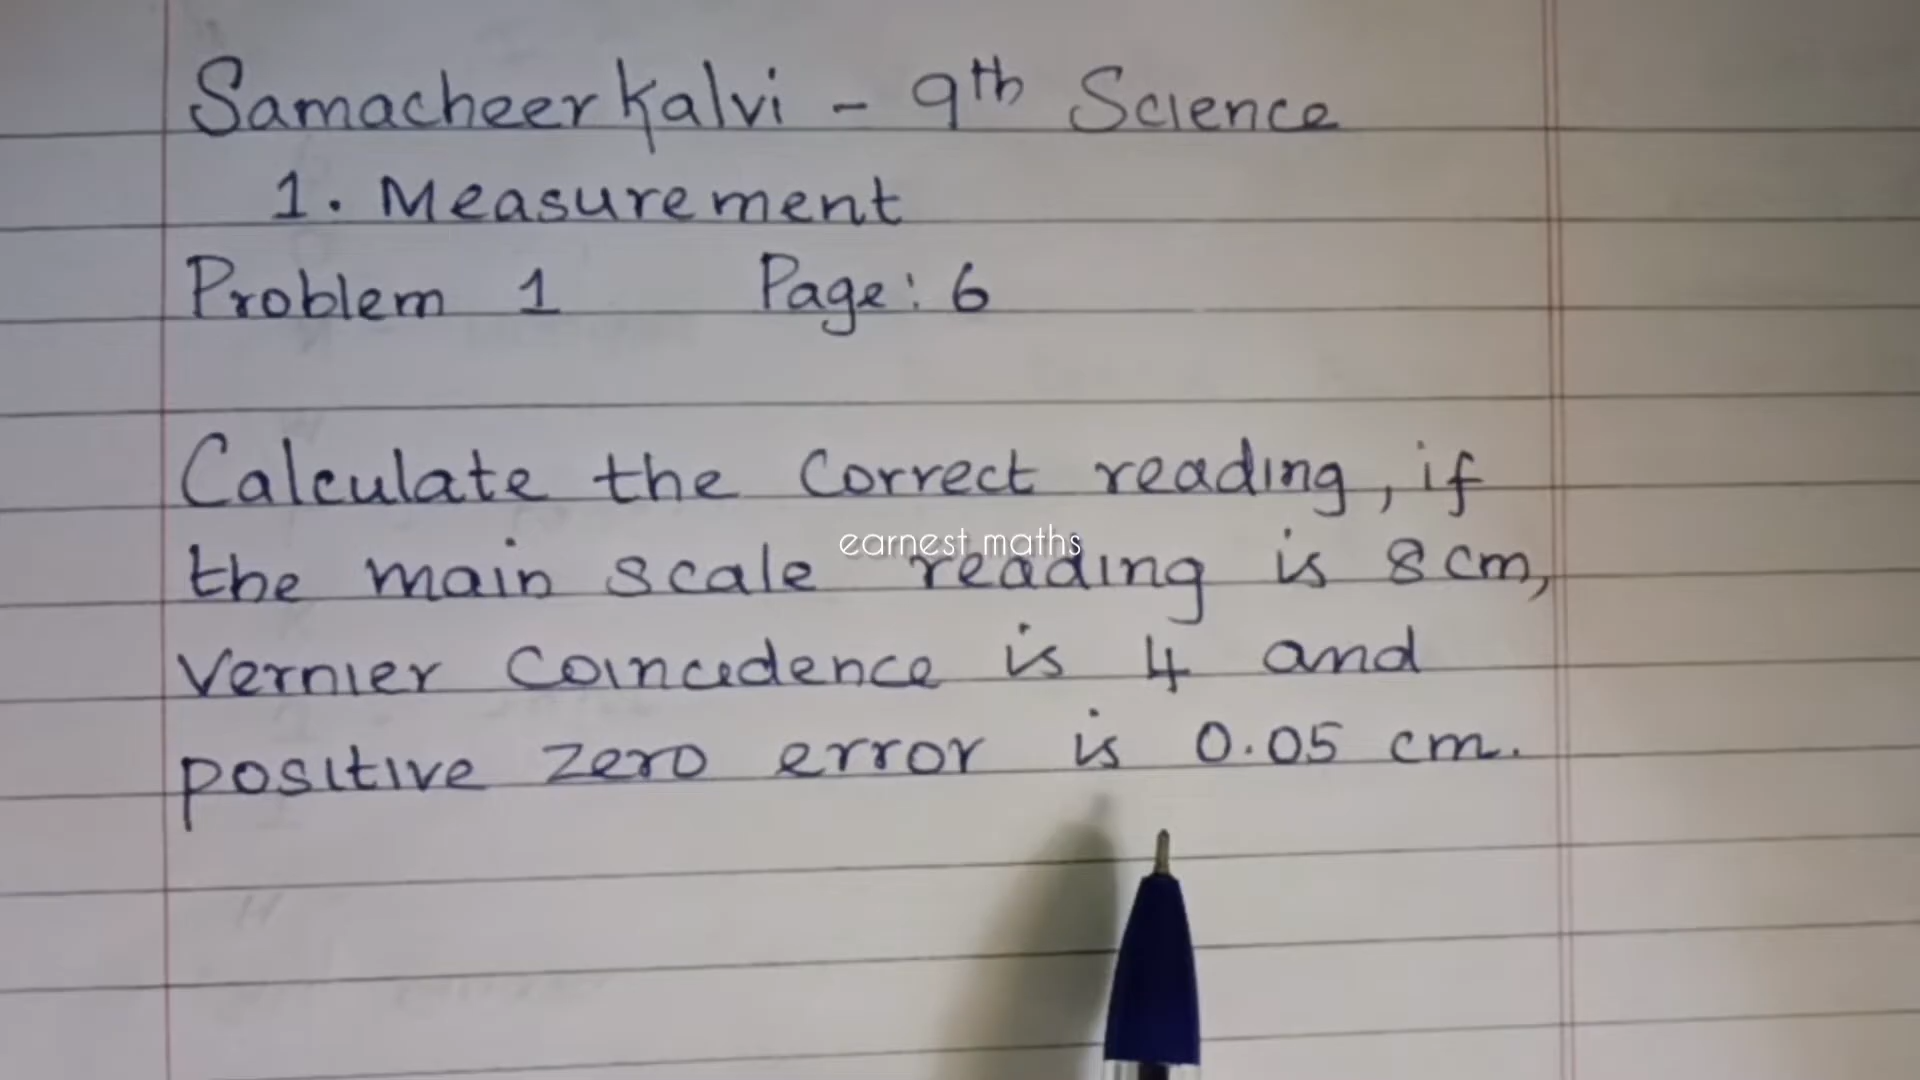 Samacheer Kalvi - 9th Science
1. Measurement
Problem 1 Page: 6
Calculate the correct reading, if
earnest maths
the main scale reading is 8 cm,
Vernier Coincidence is 4 and
positive zero error is 0.05 cm.